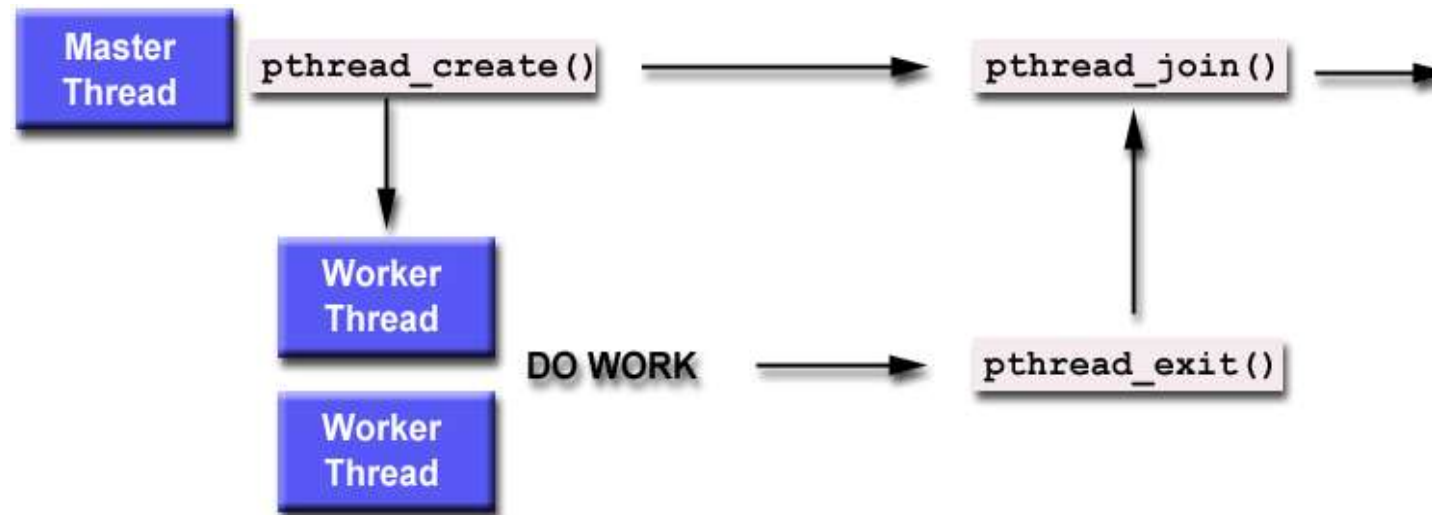 Master
Thread
pthread_create()
pthread_join()
Worker
Thread
DO WORK
pthread_exit()
Worker
Thread